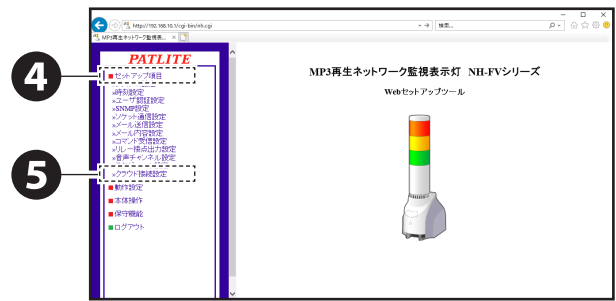 http://192.168.10.1/cgi-bin/nh.cgi
検索...
MP3再生ネットワーク監視表...
PATLITE
4
■セットアップ項目
»時刻設定
»ユーザ認証設定
»SNMP設定
»ソケット通信設定
»メール送信設定
»メール内容設定
»コマンド受信設定
»リレー接点出力設定
»音声チャンネル設定
5
»クラウド接続設定
■動作設定
■本体操作
■保守機能
■ログアウト
MP3再生ネットワーク監視表示灯 NH-FVシリーズ
Webセットアップツール